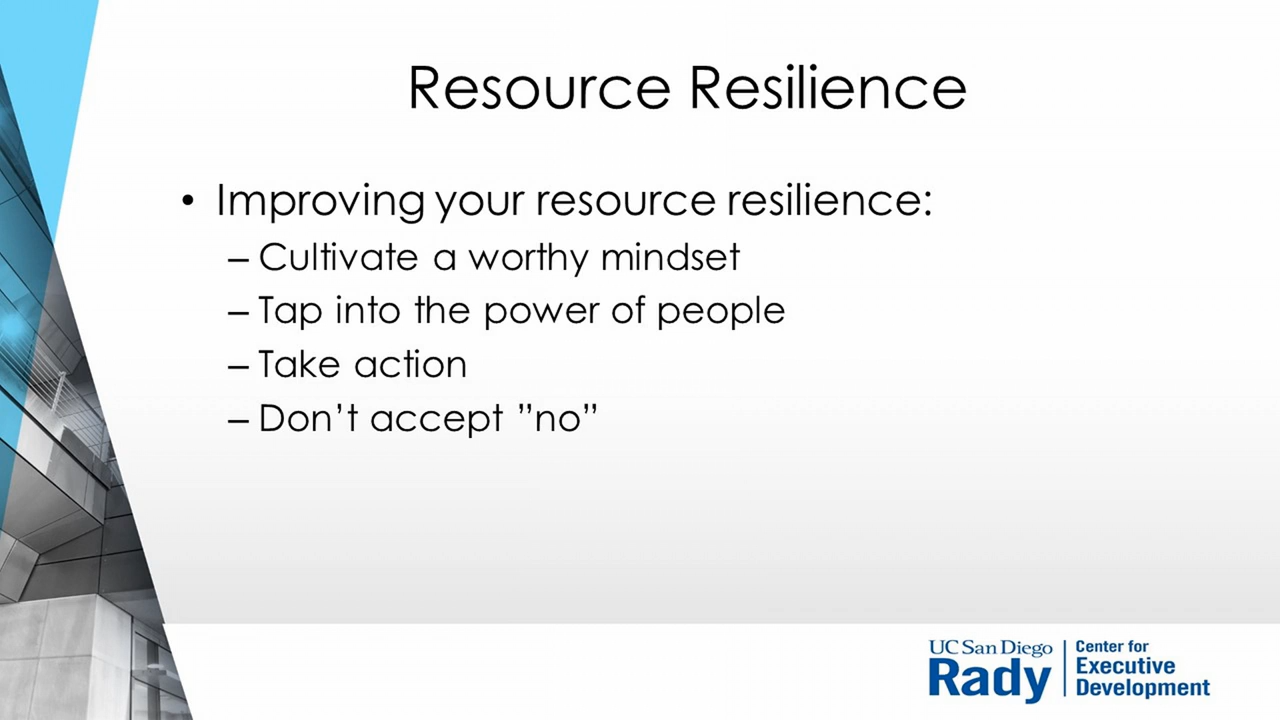 Resource Resilience
• Improving your resource resilience:
– Cultivate a worthy mindset
– Tap into the power of people
– Take action
– Don’t accept ”no”
UC San Diego
Rady
Center for
Executive
Development